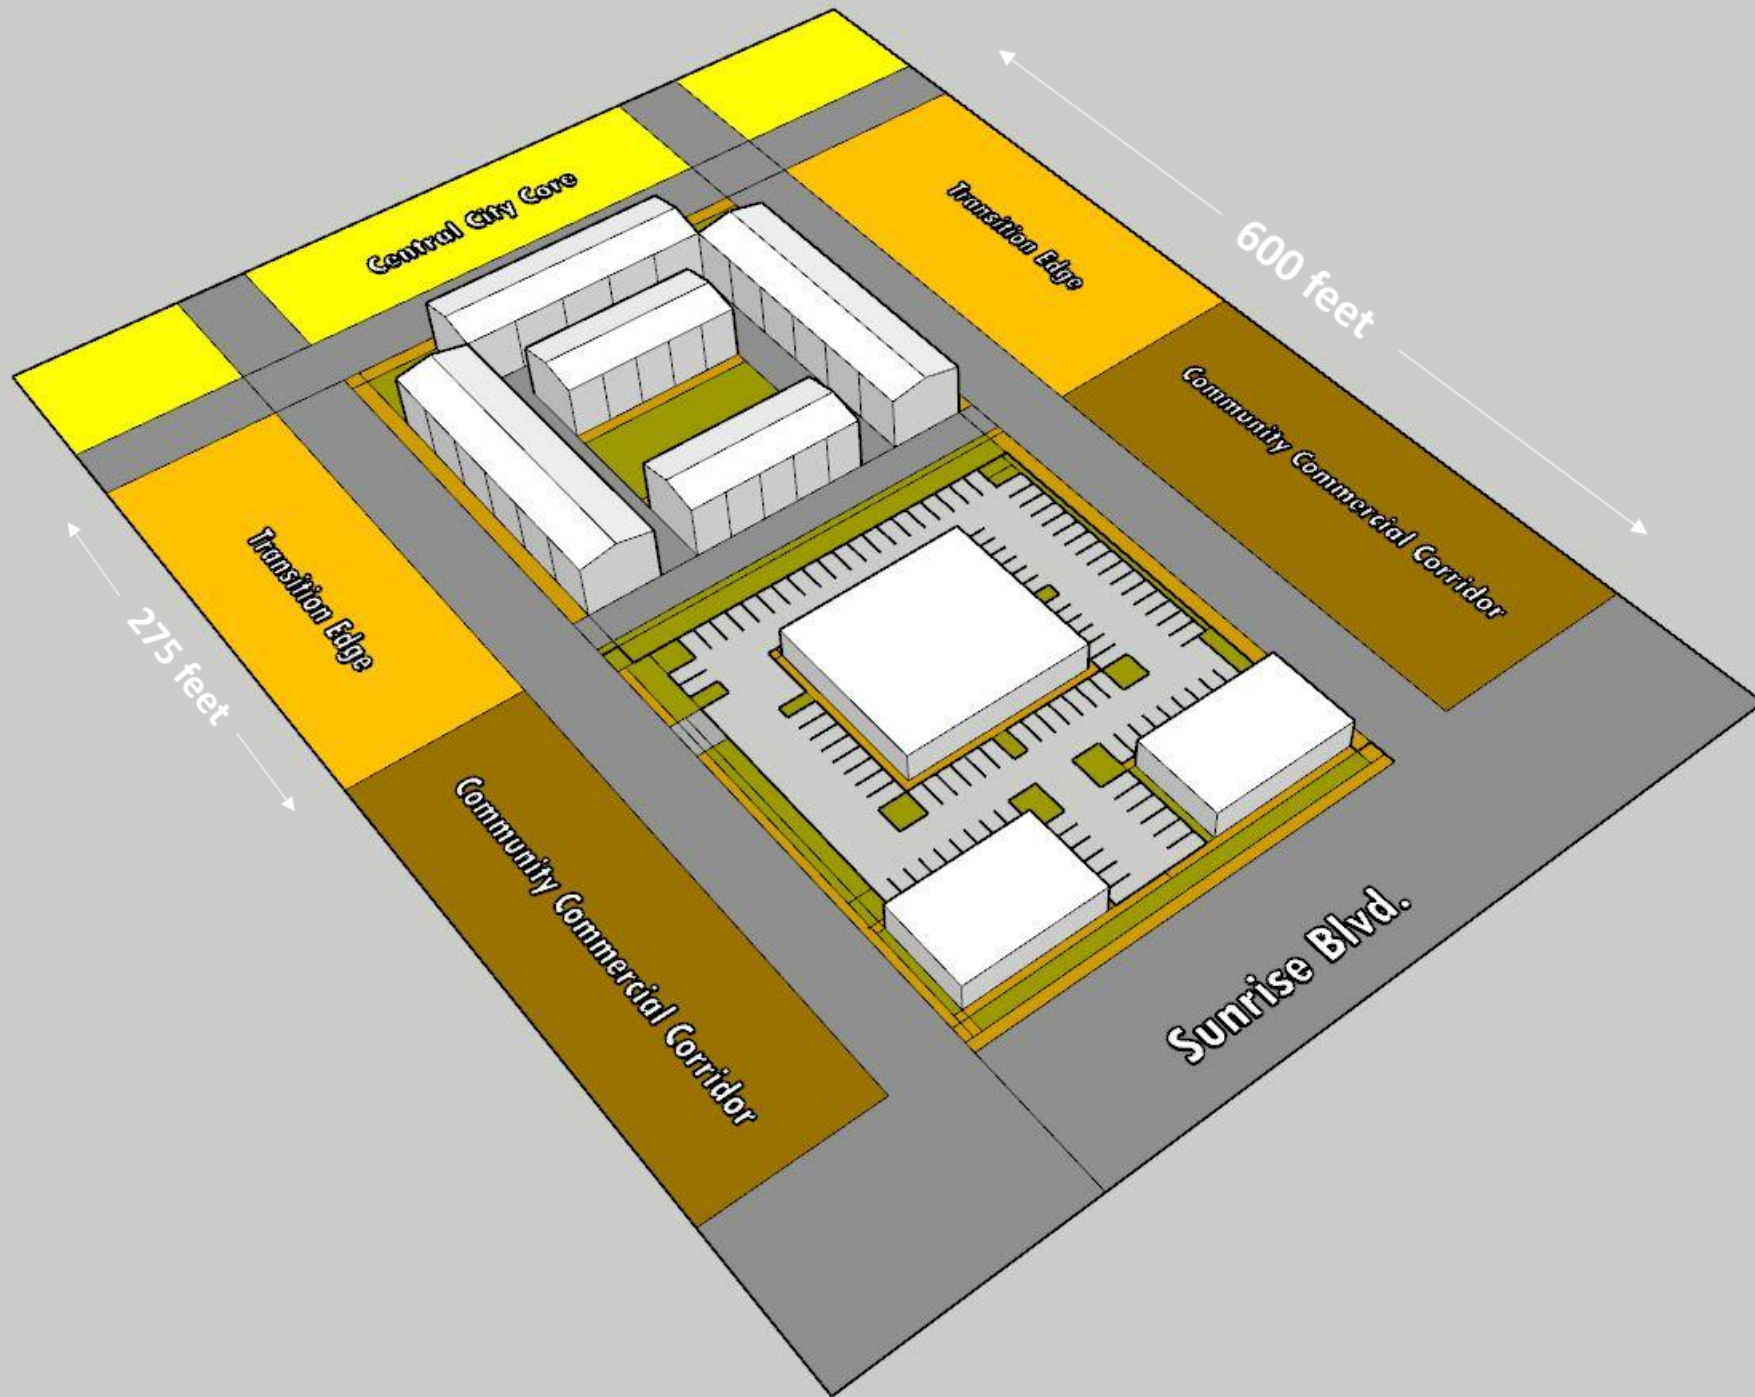 Central City Core
Transition Edge
600 feet
Community Commercial Corridor
Transition Edge
275 feet
Community Commercial Corridor
Sunrise Blvd.